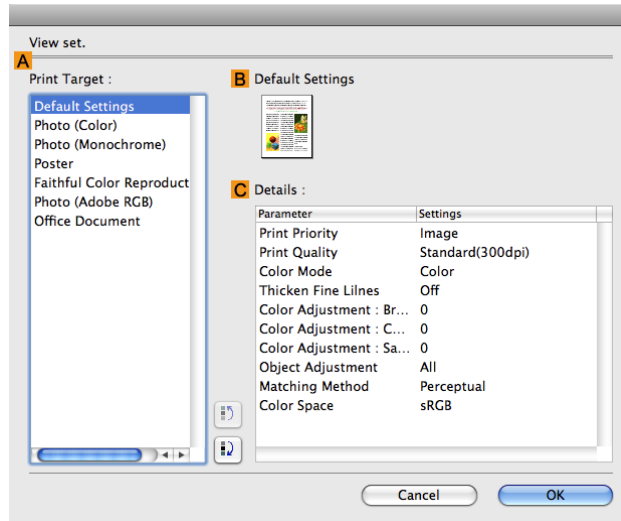 View set.
A
Print Target :
Default Settings
Photo (Color)
Photo (Monochrome)
Poster
Faithful Color Reproduct
Photo (Adobe RGB)
Office Document
B Default Settings
C Details :
Parameter Settings
Print Priority Image
Print Quality Standard(300dpi)
Color Mode Color
Thicken Fine Lilnes Off
Color Adjustment : Br... 0
Color Adjustment : C... 0
Color Adjustment : Sa... 0
Object Adjustment All
Matching Method Perceptual
Color Space sRGB
Cancel OK